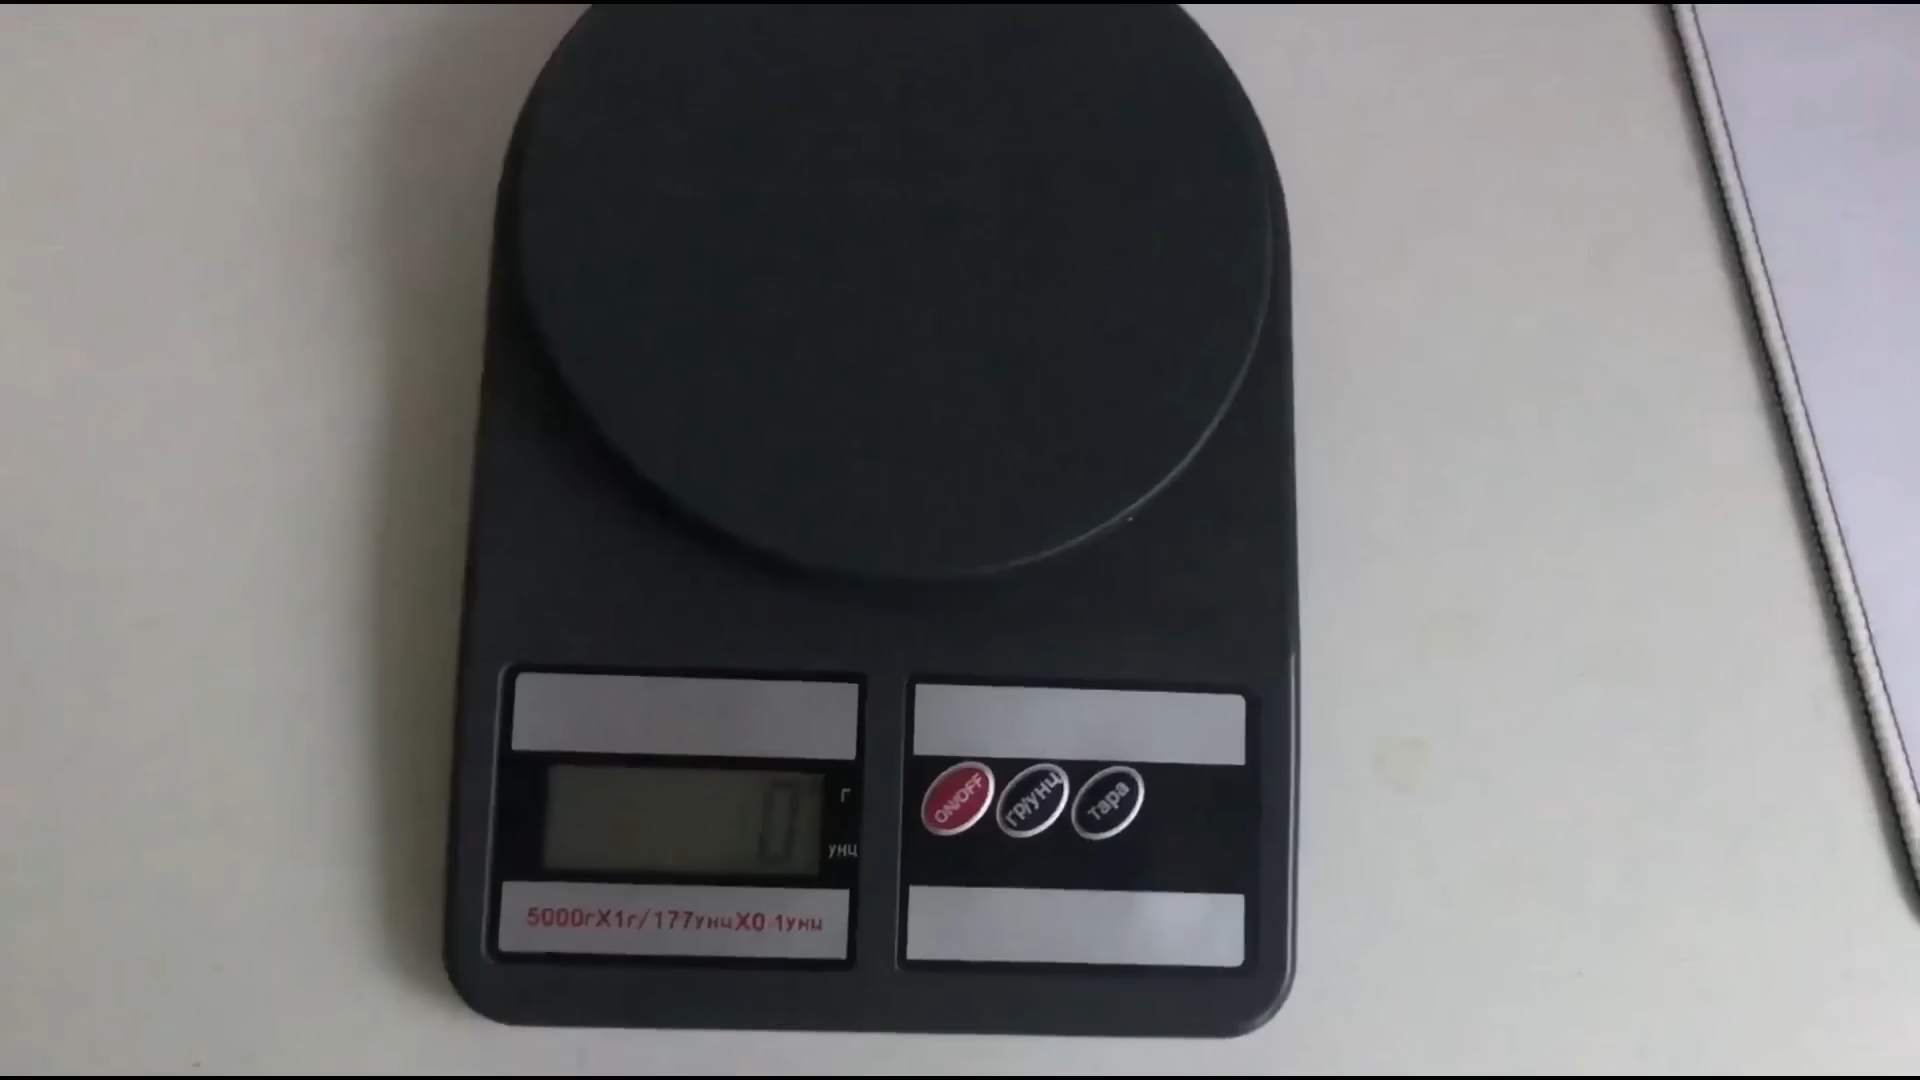 0
г
унц
5000гX1г/177унцX0.1унц
ON/OFF
гр/унц
Тара